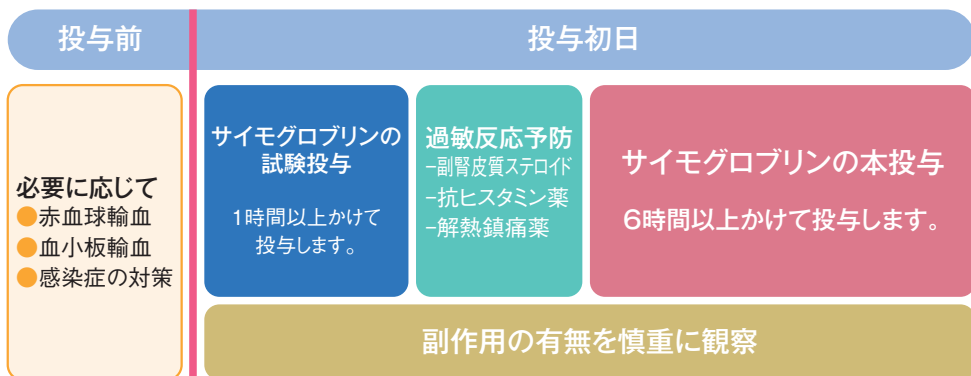 投与前
投与初日
必要に応じて
●赤血球輸血
●血小板輸血
●感染症の対策
サイモグロブリンの
試験投与
1時間以上かけて
投与します。
過敏反応予防
−副腎皮質ステロイド
−抗ヒスタミン薬
−解熱鎮痛薬
サイモグロブリンの本投与
6時間以上かけて投与します。
副作用の有無を慎重に観察